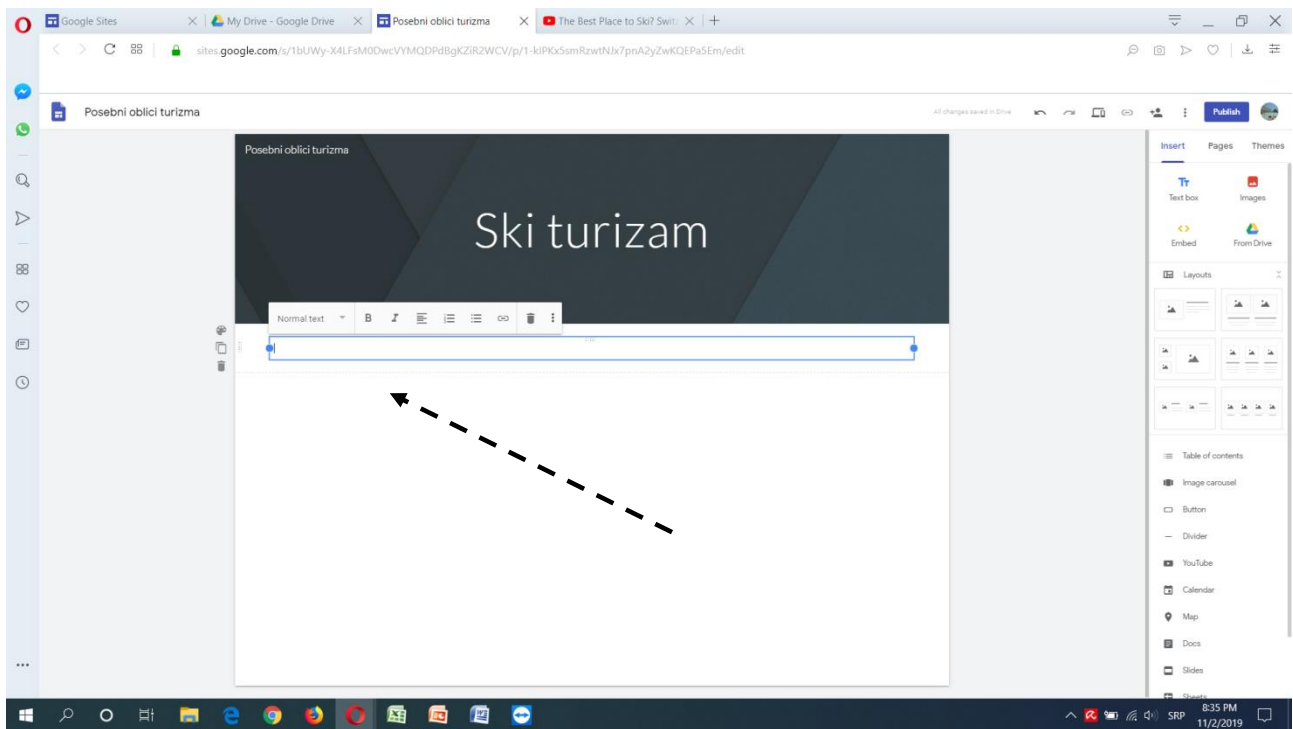 Google Sites
My Drive - Google Drive
Posebni oblici turizma
The Best Place to Ski? Swit
sites.google.com/s/1bUWy-X4LFsM0DwcVYMQDPdBgKZiR2WCV/p/1-kIPKx5smRzwtNJx7pnA2yZwKQEPa5Em/edit
Posebni oblici turizma
All changes saved in Drive
Publish
Posebni oblici turizma
Ski turizam
Normal text
B I
Insert Pages Themes
Text box Images
Embed From Drive
Layouts
Table of contents
Image carousel
Button
Divider
YouTube
Calendar
Map
Docs
Slides
Sheets
SRP
8:35 PM
11/2/2019